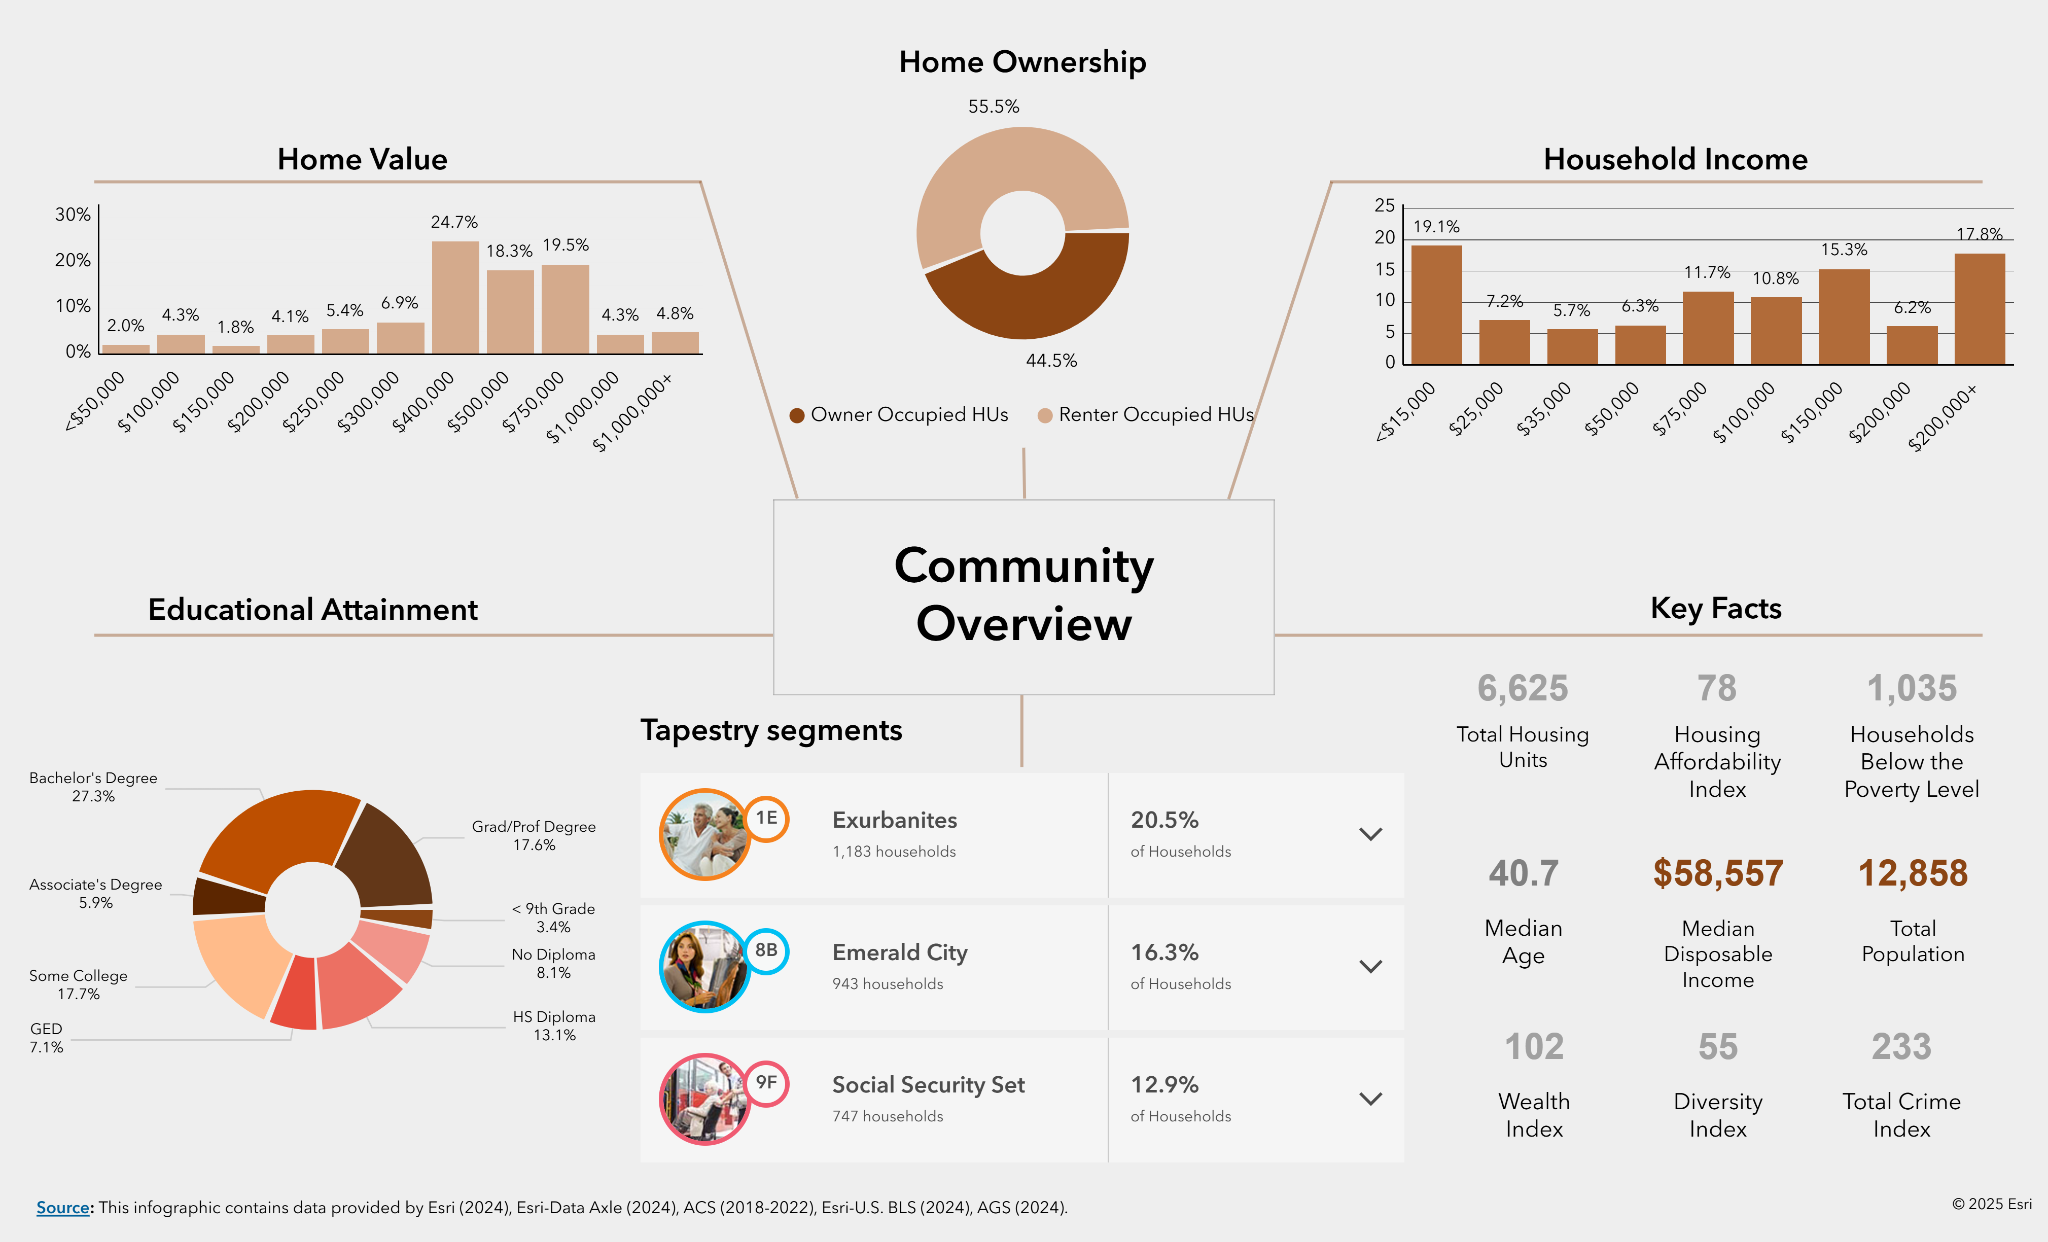 Home Ownership
55.5%
44.5%
Owner Occupied HUs
Renter Occupied HUs
Home Value
30%
20%
10%
0%
2.0%
4.3%
1.8%
4.1%
5.4%
6.9%
24.7%
18.3%
19.5%
4.3%
4.8%
<$50,000
$100,000
$150,000
$200,000
$250,000
$300,000
$400,000
$500,000
$750,000
$1,000,000
$1,000,000+
Household Income
25
20
15
10
5
0
19.1%
7.2%
5.7%
6.3%
11.7%
10.8%
15.3%
6.2%
17.8%
<$15,000
$25,000
$35,000
$50,000
$75,000
$100,000
$150,000
$200,000
$200,000+
Community
Overview
Educational Attainment
Bachelor's Degree
27.3%
Grad/Prof Degree
17.6%
Associate's Degree
5.9%
< 9th Grade
3.4%
No Diploma
8.1%
Some College
17.7%
HS Diploma
13.1%
GED
7.1%
Tapestry segments
1E
Exurbanites
1,183 households
20.5%
of Households
8B
Emerald City
943 households
16.3%
of Households
9F
Social Security Set
747 households
12.9%
of Households
Key Facts
6,625
Total Housing
Units
78
Housing
Affordability
Index
1,035
Households
Below the
Poverty Level
40.7
Median
Age
$58,557
Median
Disposable
Income
12,858
Total
Population
102
Wealth
Index
55
Diversity
Index
233
Total Crime
Index
Source: This infographic contains data provided by Esri (2024), Esri-Data Axle (2024), ACS (2018-2022), Esri-U.S. BLS (2024), AGS (2024).
© 2025 Esri